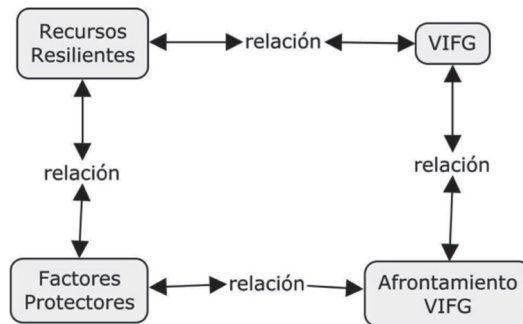 Recursos
Resilientes
relación
VIFG
relación
relación
Factores
Protectores
relación
Afrontamiento
VIFG